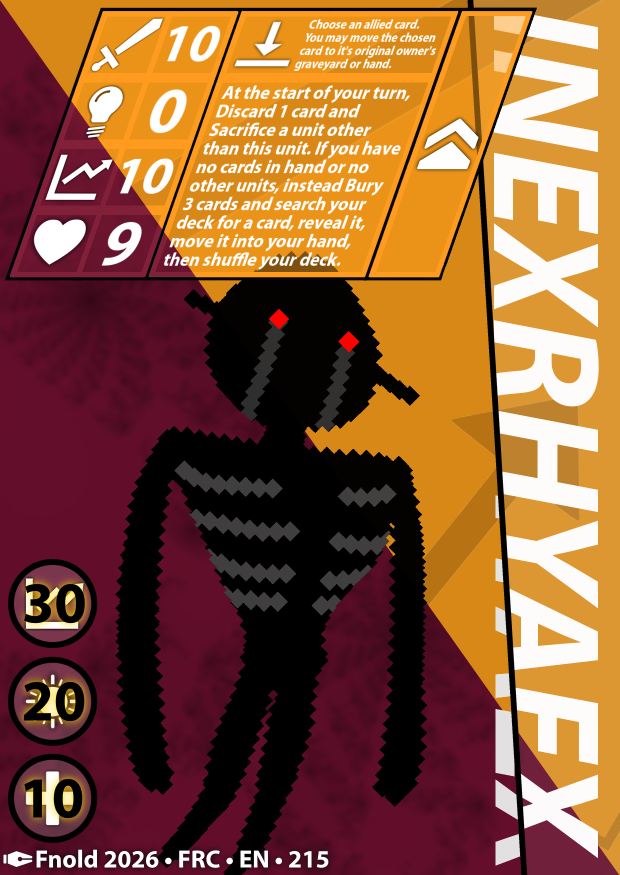 10
0
10
9
Choose an allied card.
You may move the chosen
card to it's original owner's
graveyard or hand.
At the start of your turn,
Discard 1 card and
Sacrifice a unit other
than this unit. If you have
no cards in hand or no
other units, instead Bury
3 cards and search your
deck for a card, reveal it,
move it into your hand,
then shuffle your deck.
INEXRHYAEX
30
20
10
Fnold 2026 • FRC • EN • 215